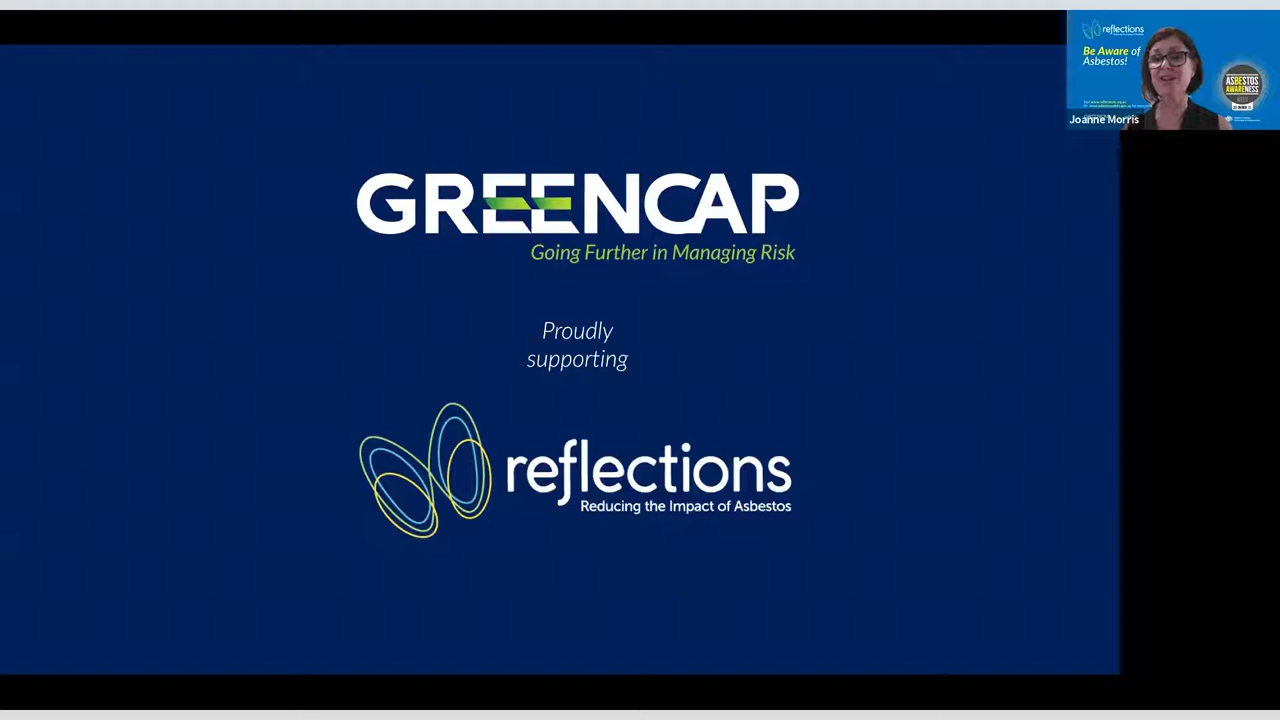 GREENCAP
Going Further in Managing Risk
Proudly
supporting
reflections
Reducing the Impact of Asbestos
reflections
Be Aware of
Asbestos!
ASBESTOS
AWARENESS
Joanne Morris